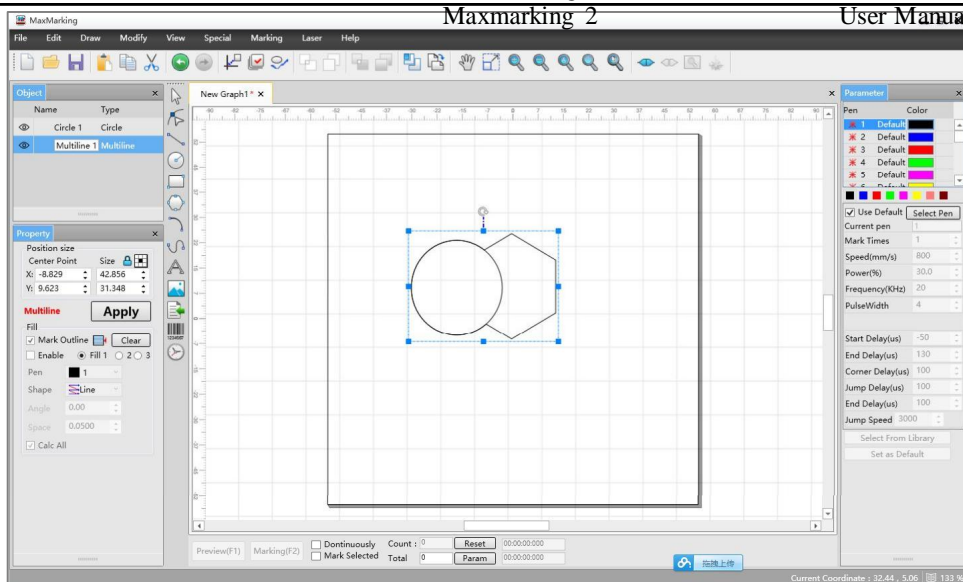 Maxmarking 2 User Manua
MaxMarking
File Edit Draw Modify View Special Marking Laser Help
Object ×
Name Type
Circle 1 Circle
Multiline 1 Multiline
Property ×
Position size
Center Point Size
X: -8.829 42.856
Y: 9.623 31.348
Multiline Apply
Fill
Mark Outline Clear
Enable Fill 1 2 3
Pen 1
Shape Line
Angle 0.00
Space 0.0500
Calc All
New Graph1* ×
Preview(F1) Marking(F2)
Dontinuously Count : 0 Reset 00:00:00:000
Mark Selected Total 0 Param 00:00:00:000
拖拽上传
Parameter ×
Pen Color
1 Default
2 Default
3 Default
4 Default
5 Default
6 Default
Use Default Select Pen
Current pen 1
Mark Times 1
Speed(mm/s) 800
Power(%) 30.0
Frequency(KHz) 20
PulseWidth 4
Start Delay(us) -50
End Delay(us) 130
Corner Delay(us) 100
Jump Delay(us) 100
End Delay(us) 100
Jump Speed 3000
Select From Library
Set as Default
Current Coordinate : 32.44 , 5.06 133 %